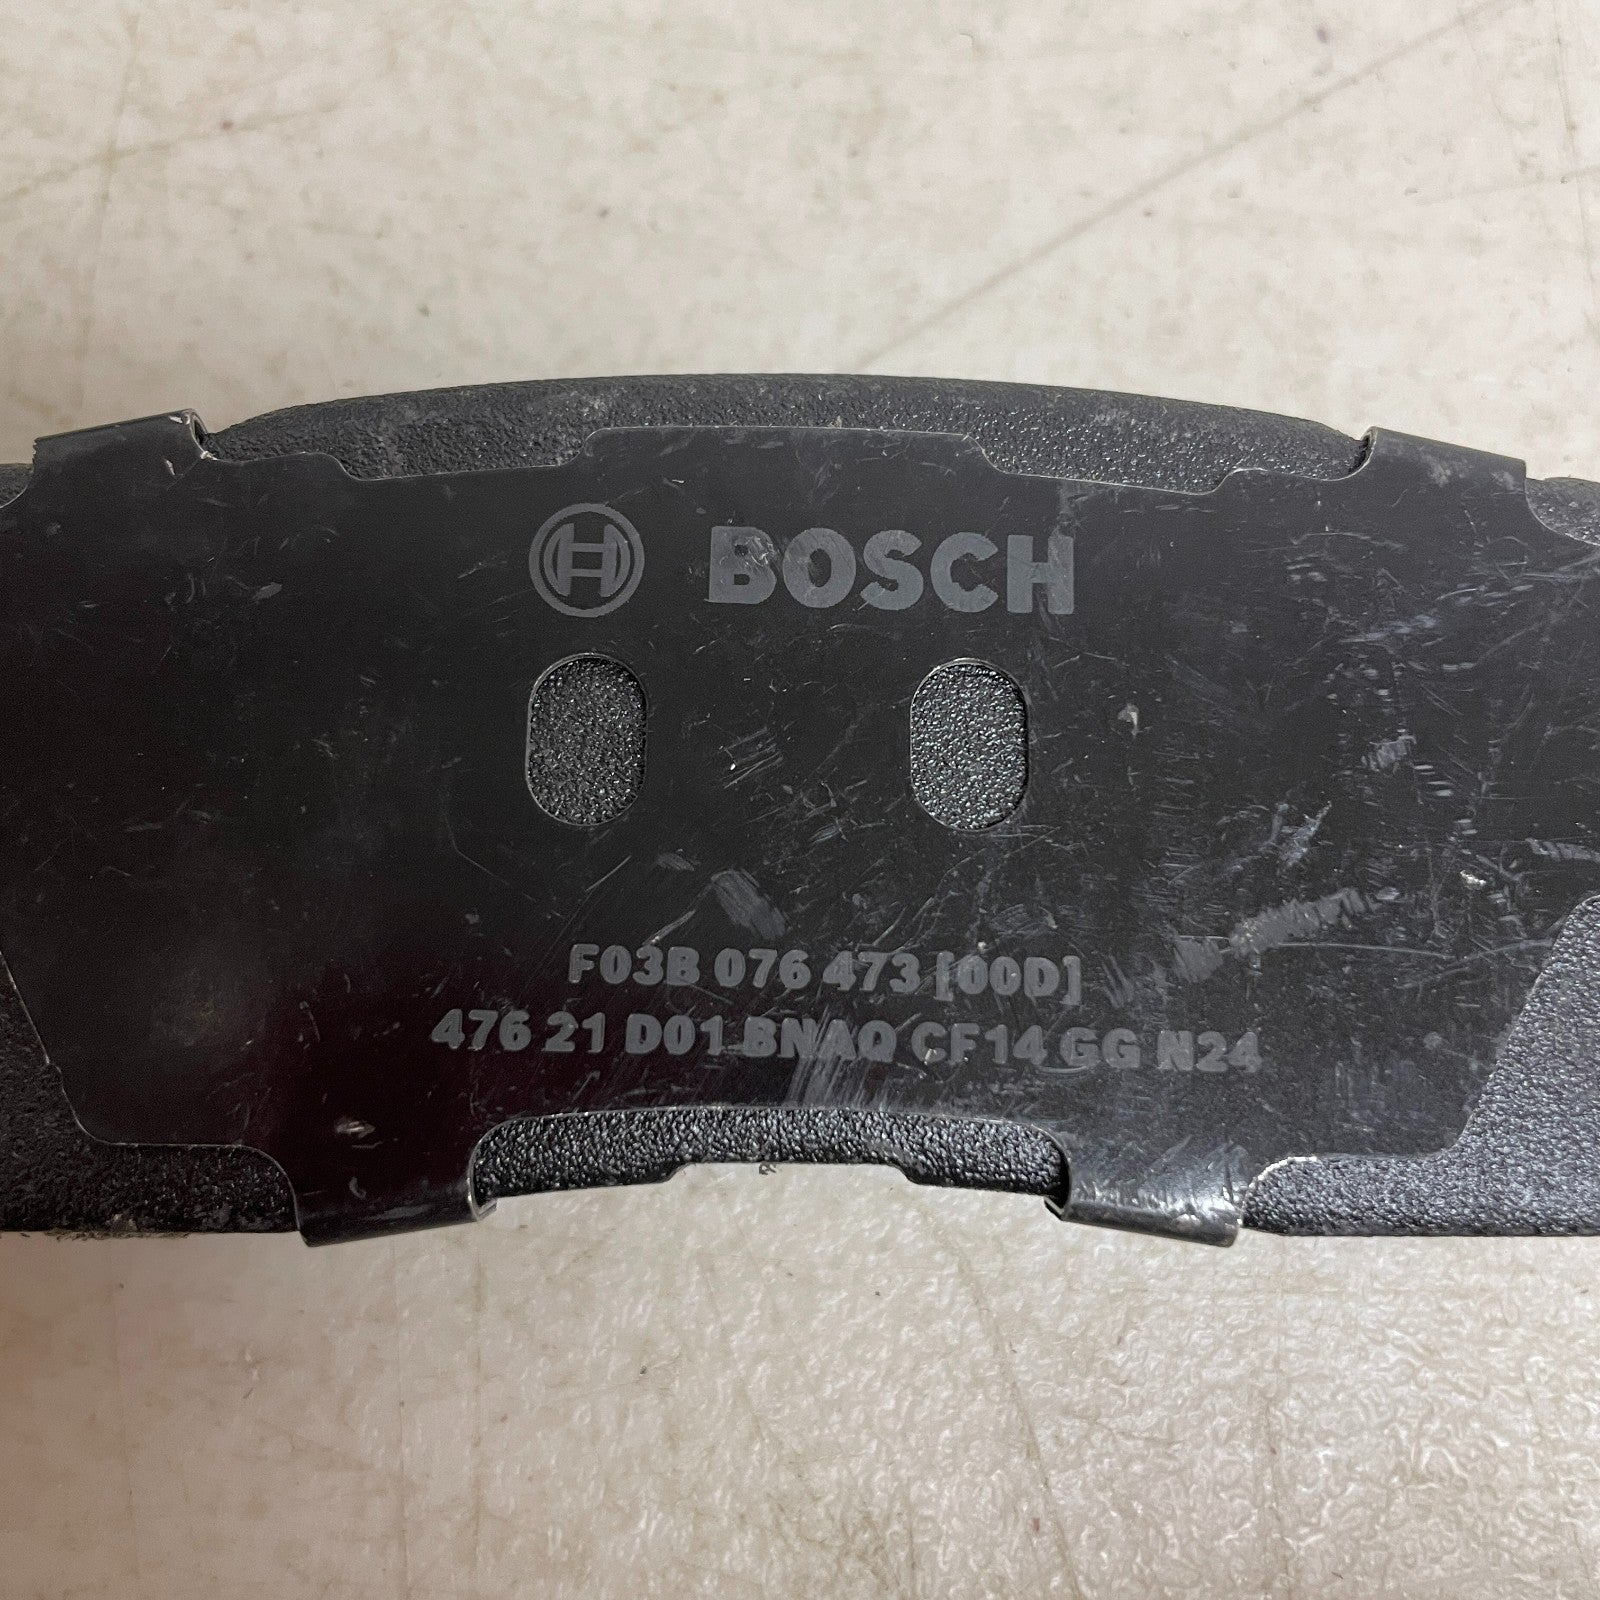 BOSCH
F03B 076 473 [00D]
476 21 D01 BNAQ CF14 GG N24